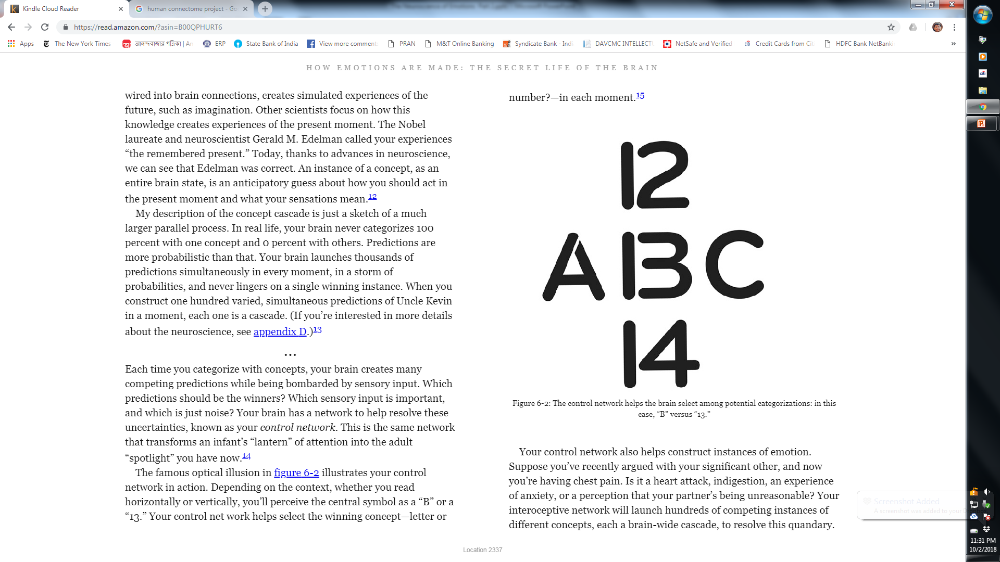 Kindle Cloud Reader
human connectome project - Go
https://read.amazon.com/?asin=B00QPHURT6
Apps
The New York Times
আনন্দবাজার পত্রিকা | An
ERP
State Bank of India
View more comment
PRAN
M&T Online Banking
Syndicate Bank - Indi
DAVCMC INTELLECTU
NetSafe and Verified
Credit Cards from Cit
HDFC Bank NetBanki
»
HOW EMOTIONS ARE MADE: THE SECRET LIFE OF THE BRAIN
wired into brain connections, creates simulated experiences of the
future, such as imagination. Other scientists focus on how this
knowledge creates experiences of the present moment. The Nobel
laureate and neuroscientist Gerald M. Edelman called your experiences
“the remembered present.” Today, thanks to advances in neuroscience,
we can see that Edelman was correct. An instance of a concept, as an
entire brain state, is an anticipatory guess about how you should act in
the present moment and what your sensations mean.12
My description of the concept cascade is just a sketch of a much
larger parallel process. In real life, your brain never categorizes 100
percent with one concept and 0 percent with others. Predictions are
more probabilistic than that. Your brain launches thousands of
predictions simultaneously in every moment, in a storm of
probabilities, and never lingers on a single winning instance. When you
construct one hundred varied, simultaneous predictions of Uncle Kevin
in a moment, each one is a cascade. (If you’re interested in more details
about the neuroscience, see appendix D.)13
...
Each time you categorize with concepts, your brain creates many
competing predictions while being bombarded by sensory input. Which
predictions should be the winners? Which sensory input is important,
and which is just noise? Your brain has a network to help resolve these
uncertainties, known as your control network. This is the same network
that transforms an infant’s “lantern” of attention into the adult
“spotlight” you have now.14
The famous optical illusion in figure 6-2 illustrates your control
network in action. Depending on the context, whether you read
horizontally or vertically, you’ll perceive the central symbol as a “B” or a
“13.” Your control net work helps select the winning concept—letter or
number?—in each moment.15
12
A B C
14
Figure 6-2: The control network helps the brain select among potential categorizations: in this
case, “B” versus “13.”
Your control network also helps construct instances of emotion.
Suppose you’ve recently argued with your significant other, and now
you’re having chest pain. Is it a heart attack, indigestion, an experience
of anxiety, or a perception that your partner’s being unreasonable? Your
interoceptive network will launch hundreds of competing instances of
different concepts, each a brain-wide cascade, to resolve this quandary.
Location 2337
citi
Screenshot Added
A screenshot was added to your
11:31 PM
10/2/2018